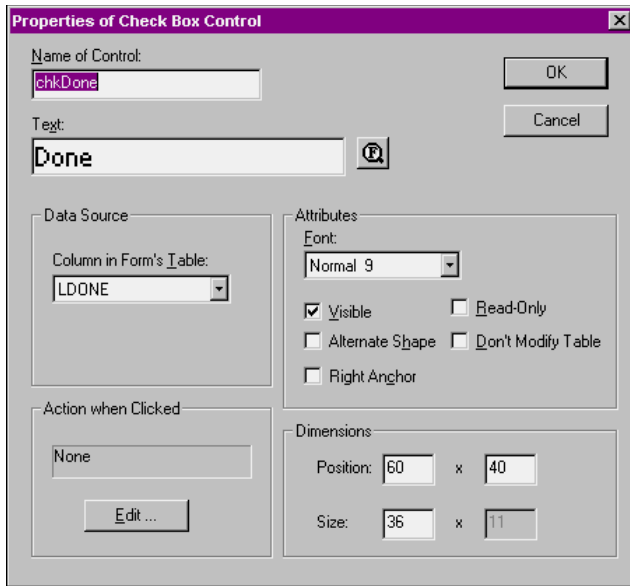 Properties of Check Box Control
Name of Control:
chkDone
OK
Text:
Cancel
Done
Data Source
Column in Form's Table:
LDONE
Attributes
Font:
Normal 9
Visible
Read-Only
Alternate Shape
Don't Modify Table
Right Anchor
Action when Clicked
None
Edit ...
Dimensions
Position: 60 x 40
Size: 36 x 11